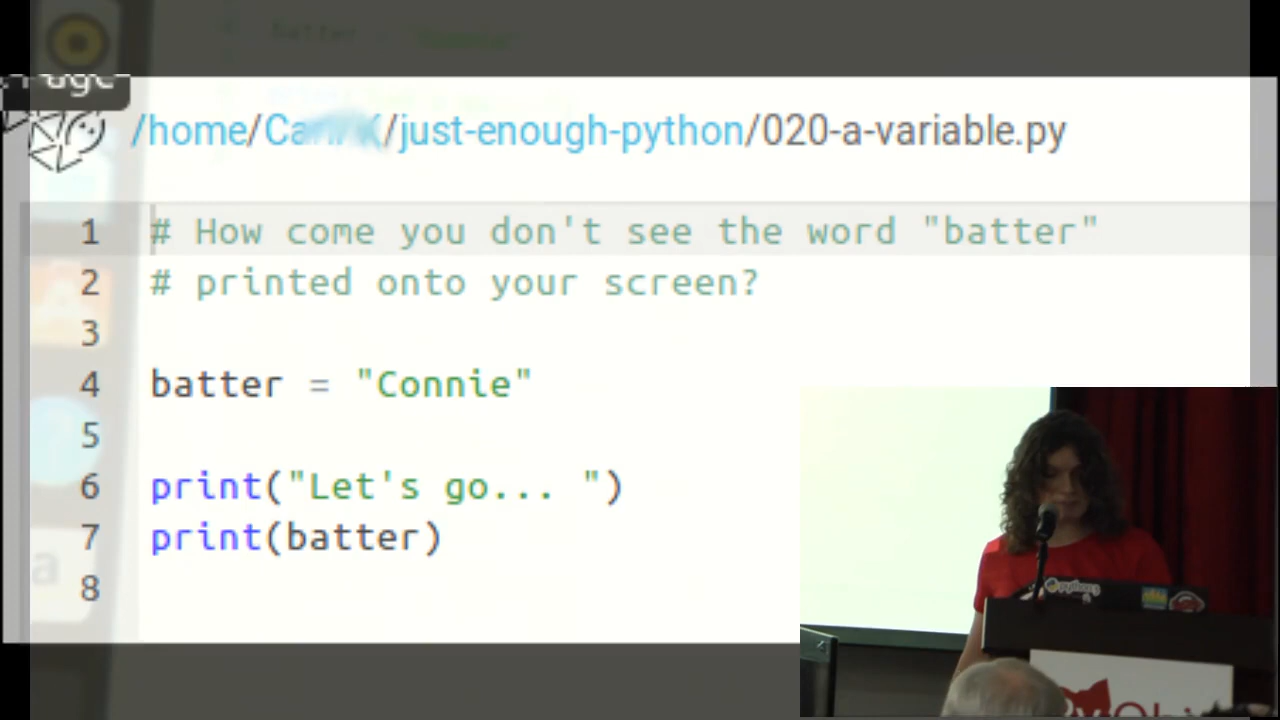 /home/ /just-enough-python/020-a-variable.py
1 # How come you don't see the word "batter"
2 # printed onto your screen?
3
4 batter = "Connie"
5
6 print("Let's go... ")
7 print(batter)
8
python